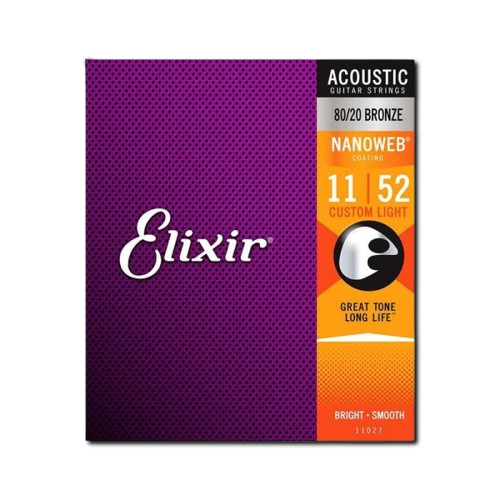 ACOUSTIC
GUITAR STRINGS
80/20 BRONZE
NANOWEB®
COATING
11 | 52
CUSTOM LIGHT
Elixir®
GREAT TONE
LONG LIFE™
BRIGHT • SMOOTH
11027